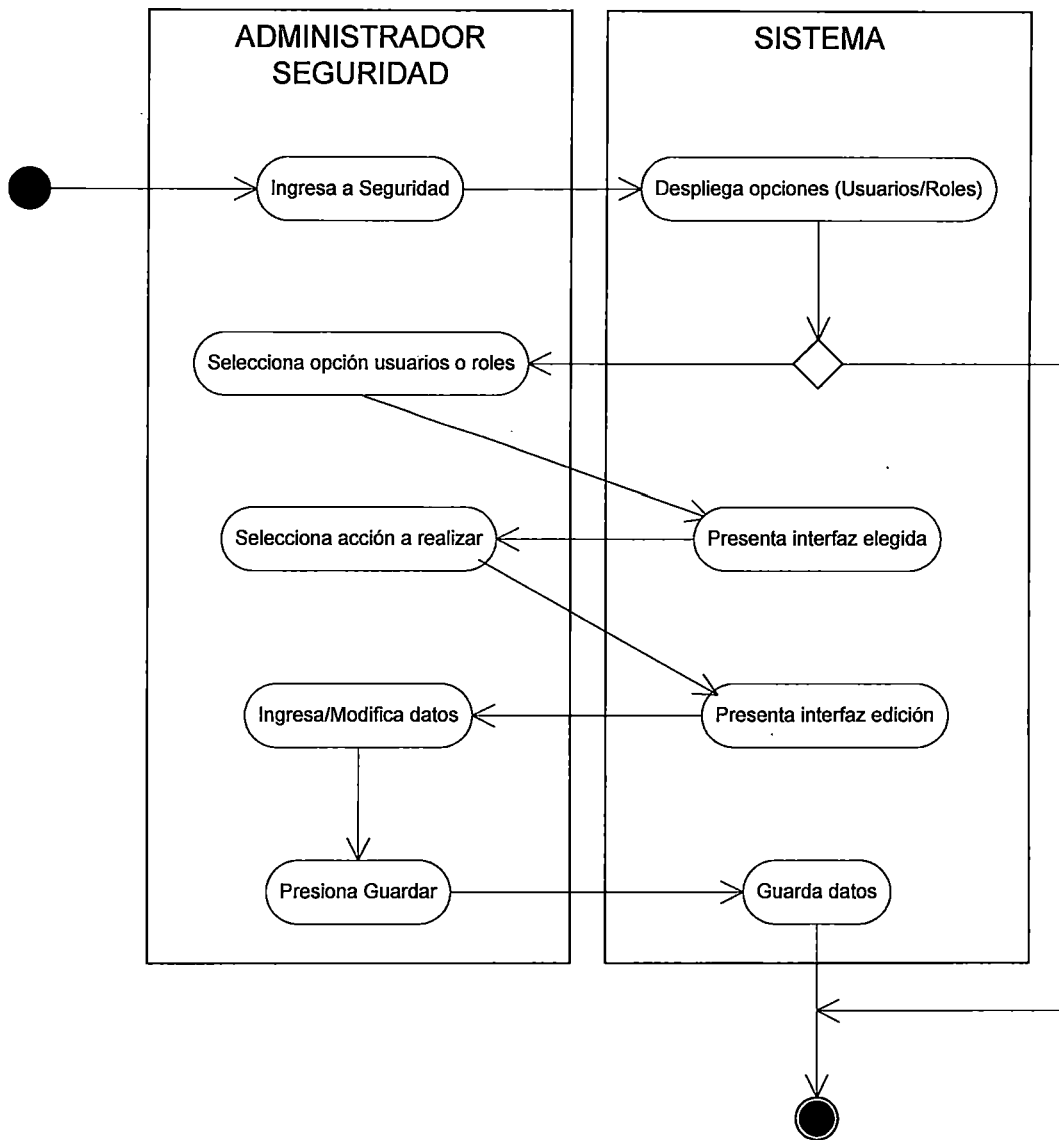 ADMINISTRADOR
SEGURIDAD
SISTEMA
Ingresa a Seguridad
Despliega opciones (Usuarios/Roles)
Selecciona opción usuarios o roles
Selecciona acción a realizar
Presenta interfaz elegida
Ingresa/Modifica datos
Presenta interfaz edición
Presiona Guardar
Guarda datos